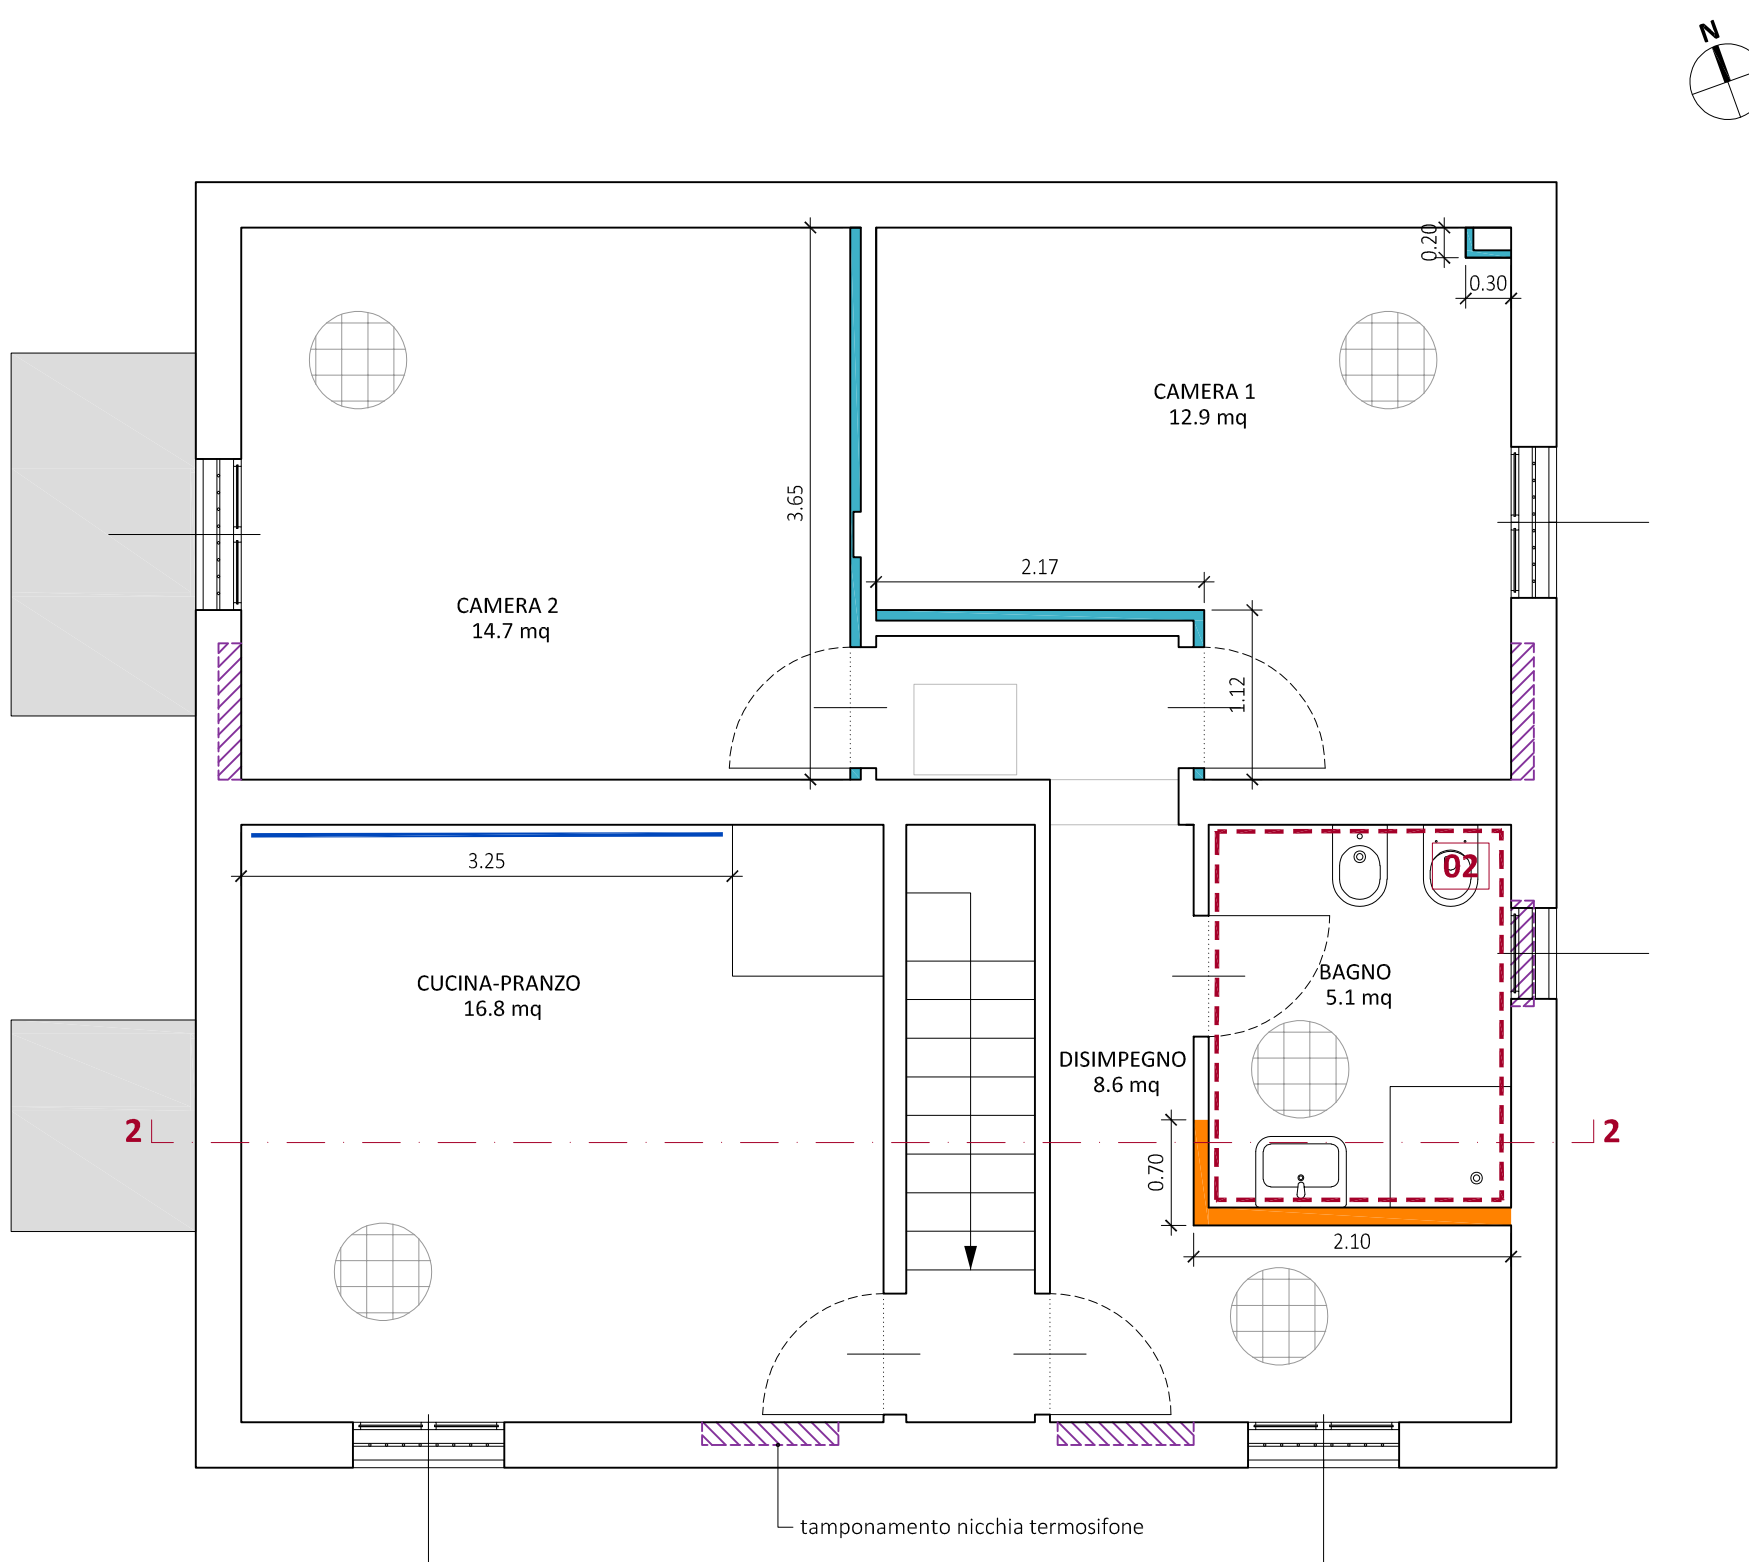 N
0.20
0.30
CAMERA 1
12.9 mq
3.65
2.17
CAMERA 2
14.7 mq
1.12
3.25
02
CUCINA-PRANZO
16.8 mq
BAGNO
5.1 mq
DISIMPEGNO
8.6 mq
2
2
0.70
2.10
tamponamento nicchia termosifone